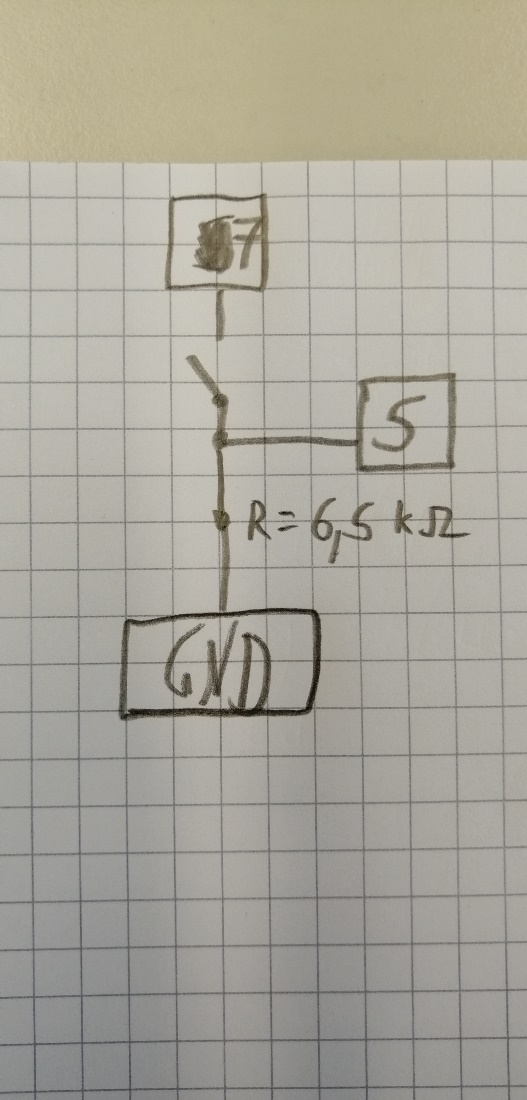 7
5
R = 6,5 kΩ
GND